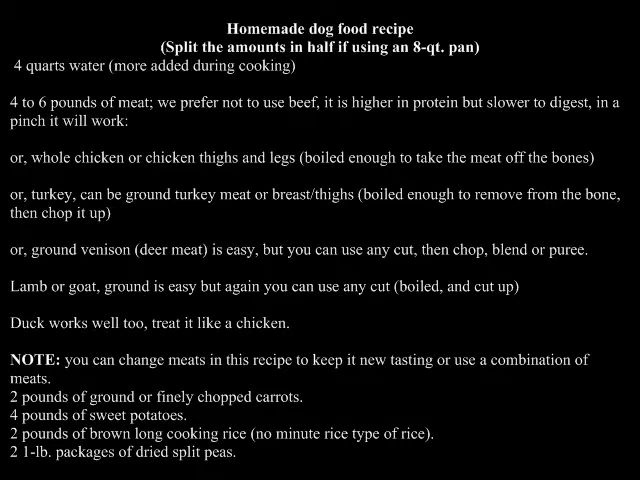 Homemade dog food recipe
(Split the amounts in half if using an 8-qt. pan)
4 quarts water (more added during cooking)
4 to 6 pounds of meat; we prefer not to use beef, it is higher in protein but slower to digest, in a
pinch it will work:
or, whole chicken or chicken thighs and legs (boiled enough to take the meat off the bones)
or, turkey, can be ground turkey meat or breast/thighs (boiled enough to remove from the bone,
then chop it up)
or, ground venison (deer meat) is easy, but you can use any cut, then chop, blend or puree.
Lamb or goat, ground is easy but again you can use any cut (boiled, and cut up)
Duck works well too, treat it like a chicken.
NOTE: you can change meats in this recipe to keep it new tasting or use a combination of
meats.
2 pounds of ground or finely chopped carrots.
4 pounds of sweet potatoes.
2 pounds of brown long cooking rice (no minute rice type of rice).
2 1-lb. packages of dried split peas.